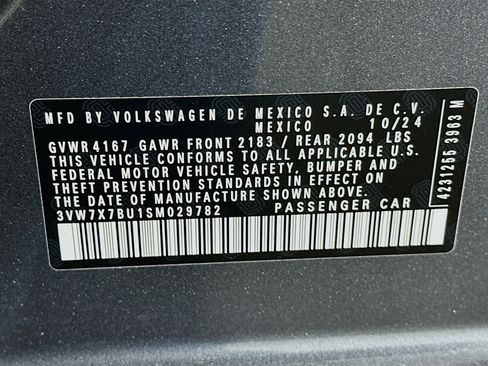 MFD BY VOLKSWAGEN DE MEXICO S.A. DE C.V.
MEXICO 10/24
GVWR 4167 GAWR FRONT 2183 / REAR 2094 LBS
THIS VEHICLE CONFORMS TO ALL APPLICABLE U.S.
FEDERAL MOTOR VEHICLE SAFETY, BUMPER AND
THEFT PREVENTION STANDARDS IN EFFECT ON
THE DATE OF MANUFACTURE SHOWN ABOVE.
3VW7X7BU1SM029782 PASSENGER CAR
4231266 3963 M